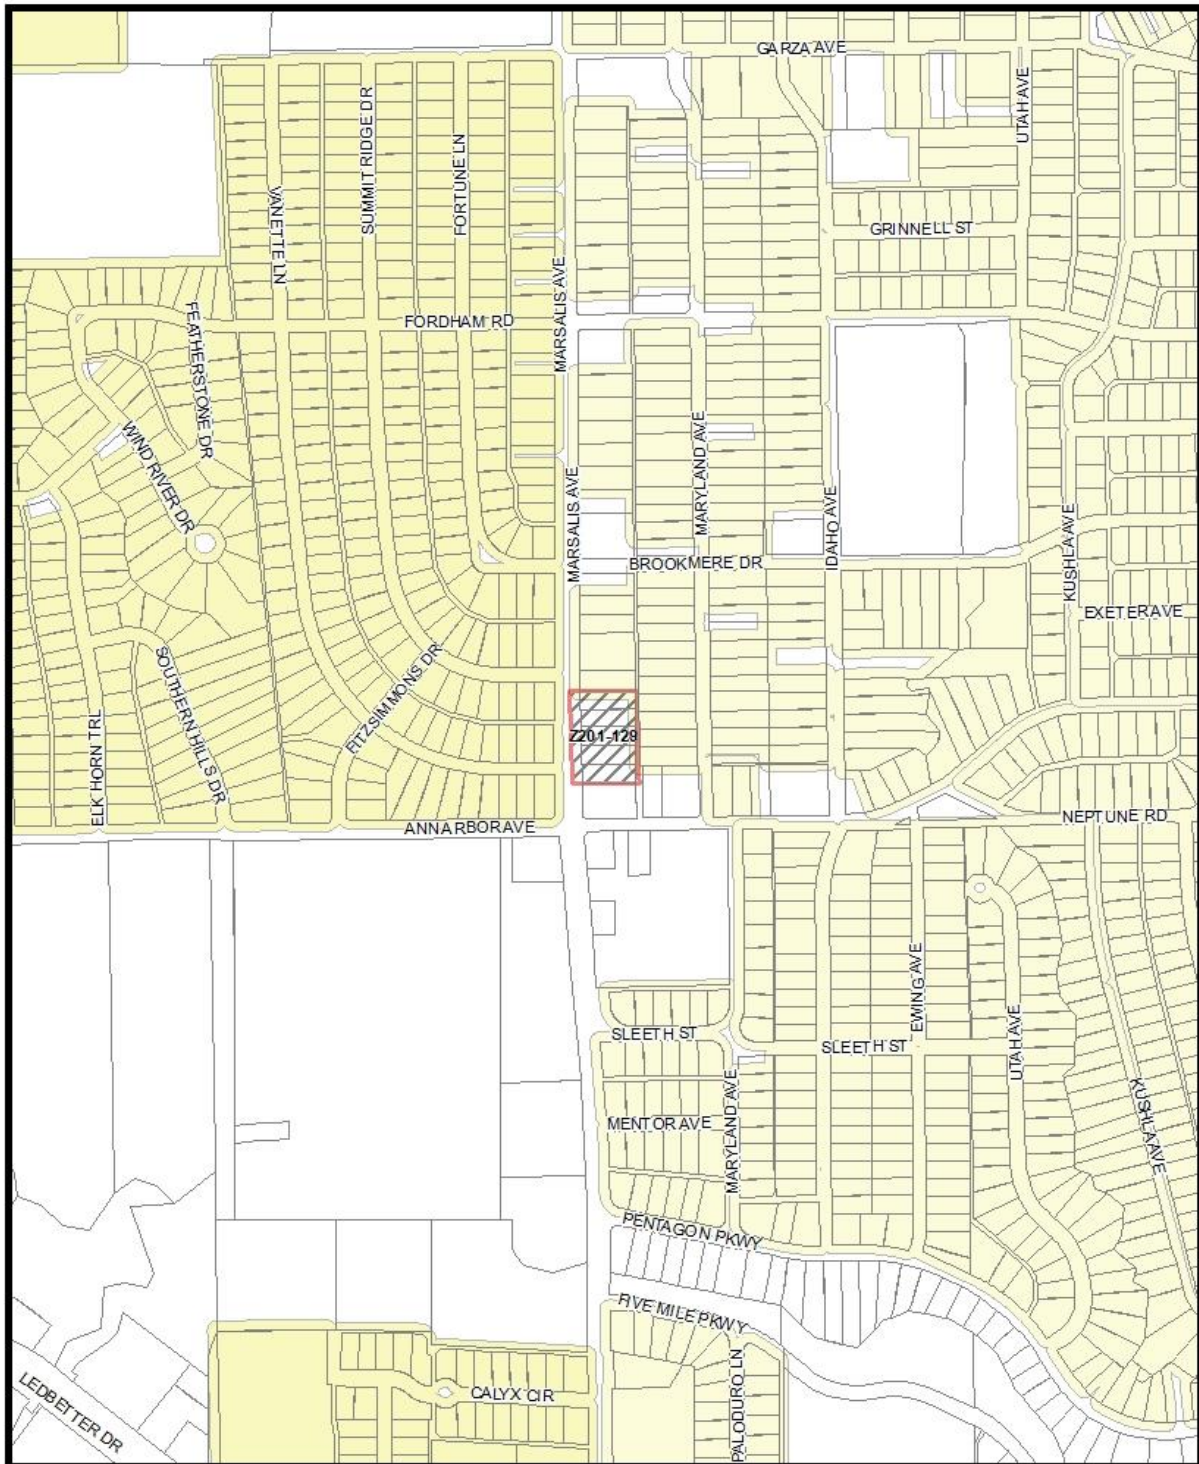 GARZA AVE
UTAH AVE
SUMMIT RIDGE DR
FORTUNE LN
VANETTE LN
GRINNELL ST
MARSALIS AVE
FEATHERSTONE DR
FORDHAM RD
WIND RIVER DR
MARYLAND AVE
MARSALIS AVE
IDAHO AVE
KUSHLA AVE
BROOKMERE DR
EXETER AVE
SOUTHERN HILLS DR
FITZSIMMONS DR
ELK HORN TRL
Z201-129
ANN ARBOR AVE
NEPTUNE RD
EWING AVE
SLEETH ST
SLEETH ST
UTAH AVE
MARYLAND AVE
MENTOR AVE
KUSHLA AVE
PENTAGON PKWY
FIVE MILE PKWY
PALODURO LN
LEDBETTER DR
CALYX CIR